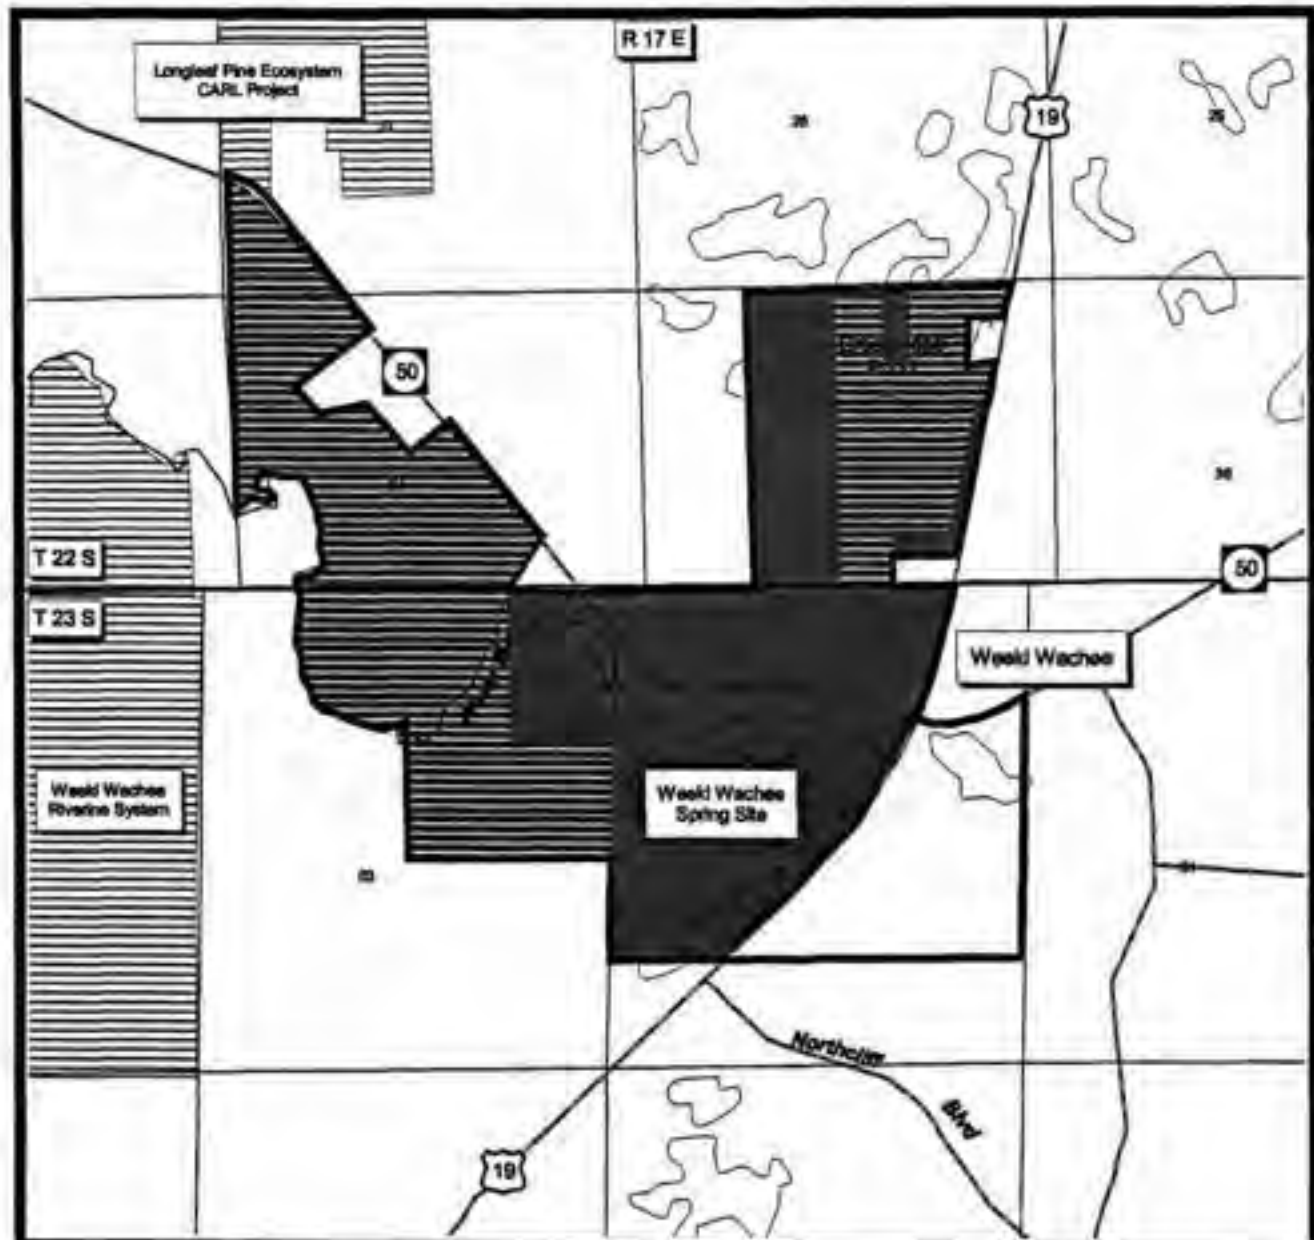 R 17 E
Longleaf Pine Ecosystem
CARL Project
19
50
T 22 S
50
T 23 S
Weeki Wachee
Weeki Wachee
Riverine System
Weeki Wachee
Spring Site
Northcliff
Blvd
19